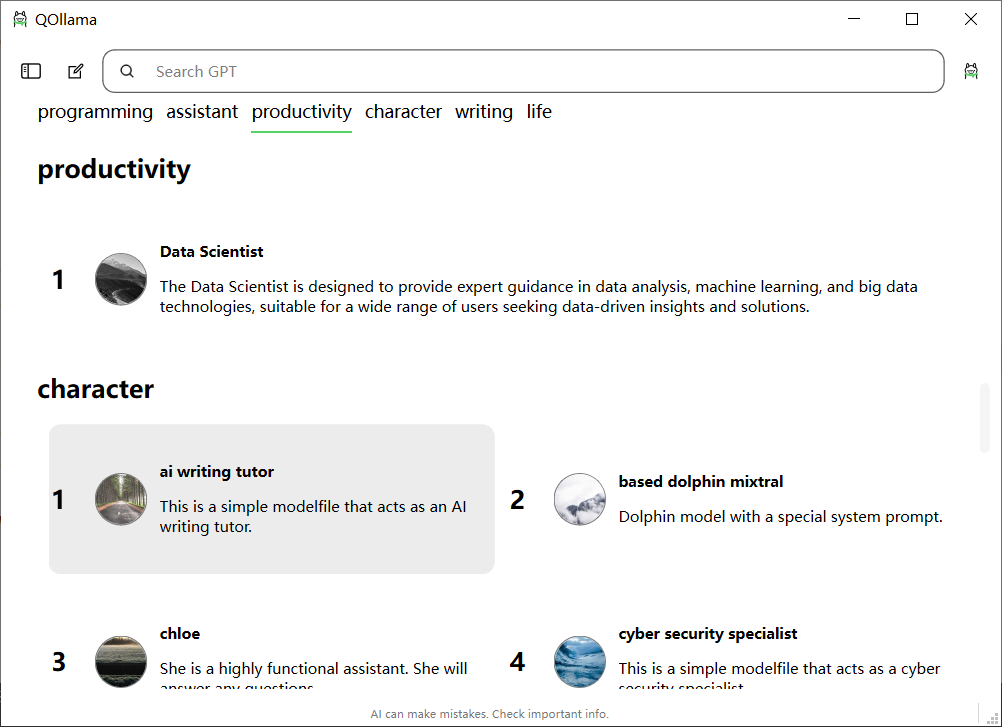 QOllama
Search GPT
programming assistant productivity character writing life
productivity
1
Data Scientist
The Data Scientist is designed to provide expert guidance in data analysis, machine learning, and big data
technologies, suitable for a wide range of users seeking data-driven insights and solutions.
character
1
ai writing tutor
This is a simple modelfile that acts as an AI
writing tutor.
2
based dolphin mixtral
Dolphin model with a special system prompt.
3
chloe
She is a highly functional assistant. She will
answer any questions
4
cyber security specialist
This is a simple modelfile that acts as a cyber
security specialist
AI can make mistakes. Check important info.